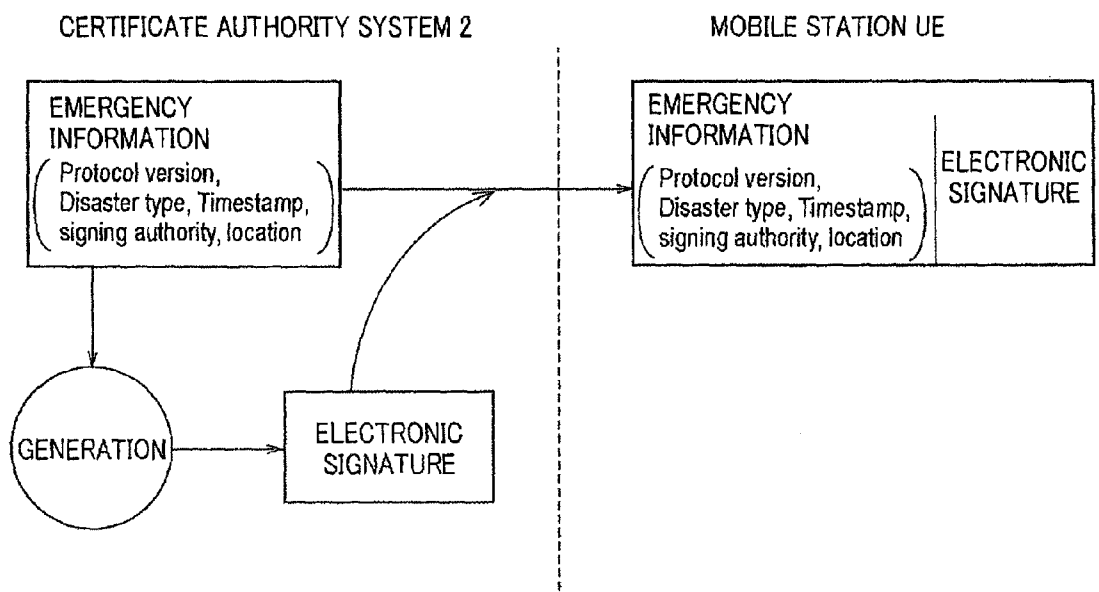 CERTIFICATE AUTHORITY SYSTEM 2
MOBILE STATION UE
EMERGENCY
INFORMATION
Protocol version,
Disaster type, Timestamp,
signing authority, location
EMERGENCY
INFORMATION
Protocol version,
Disaster type, Timestamp,
signing authority, location
ELECTRONIC
SIGNATURE
GENERATION
ELECTRONIC
SIGNATURE